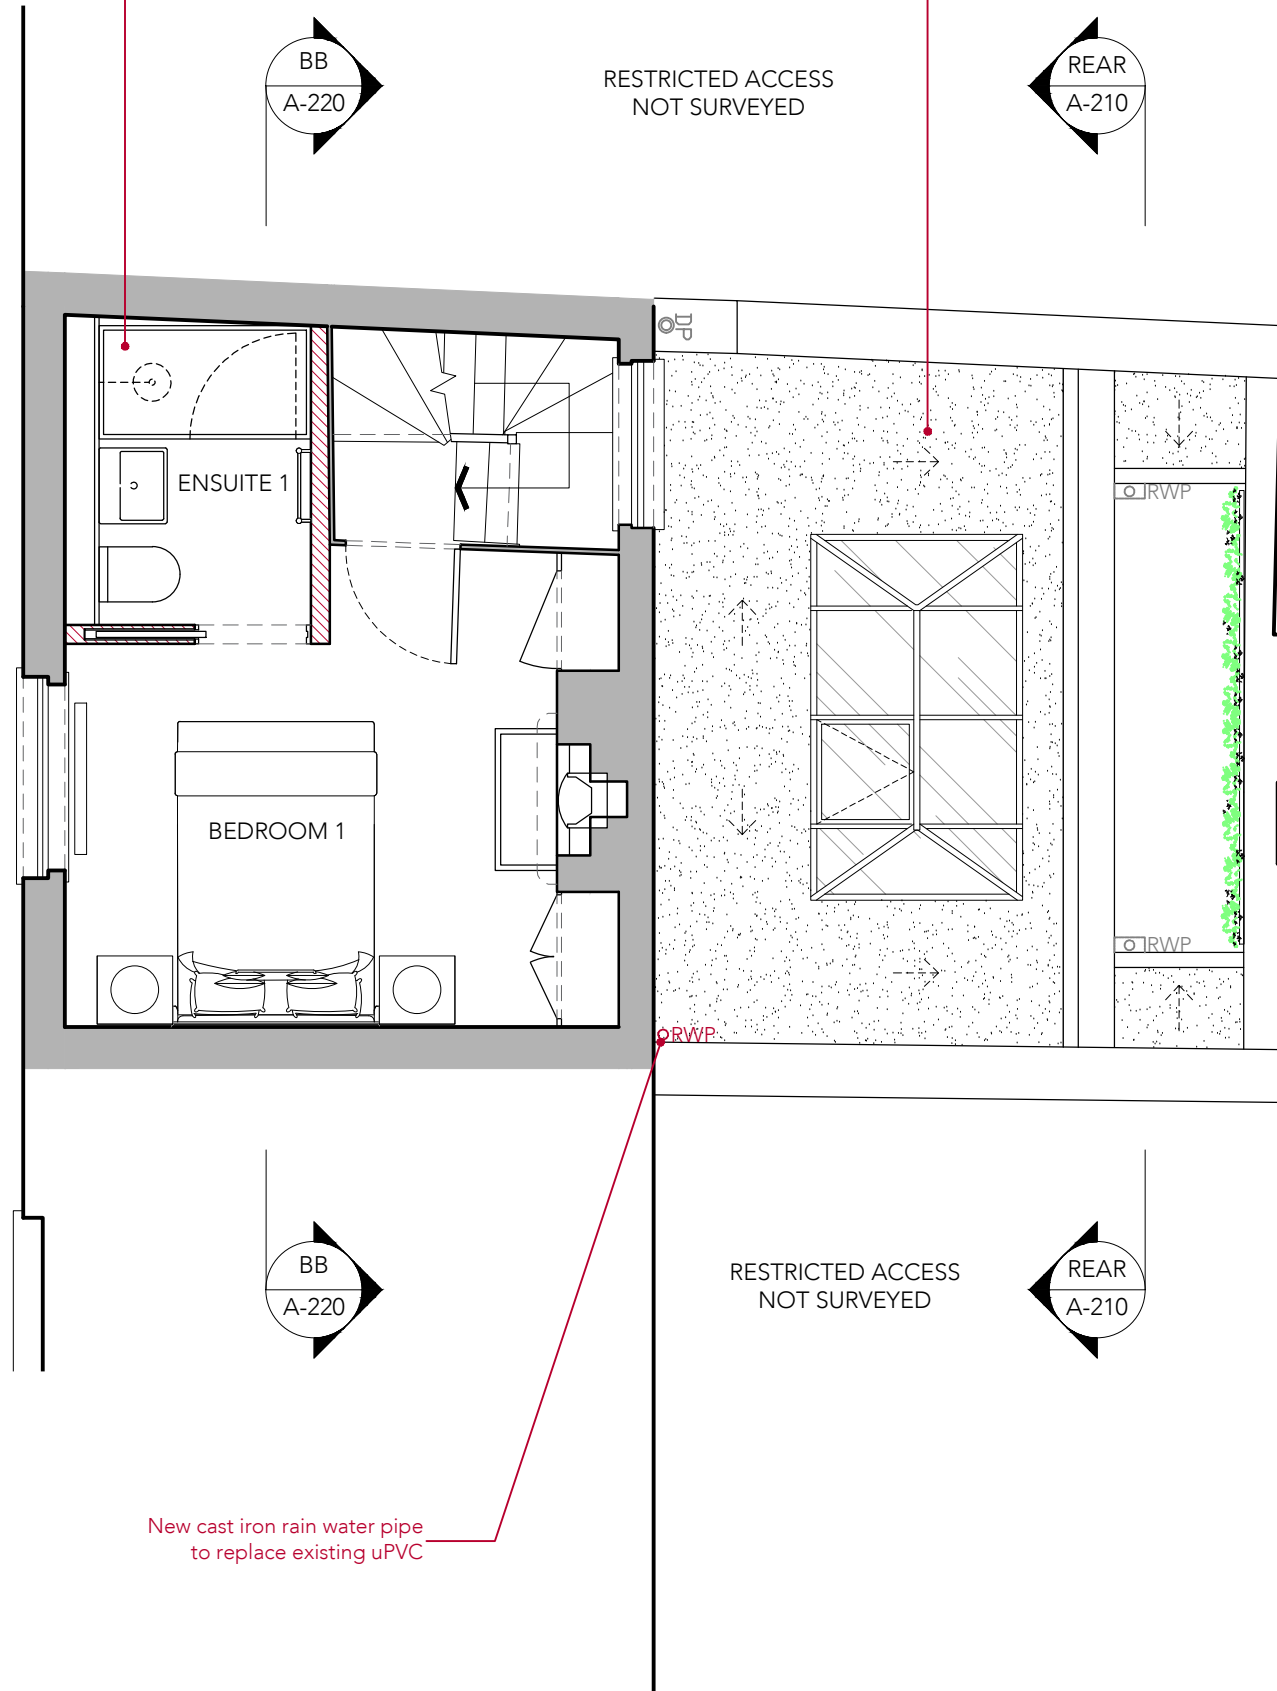 BB
A-220
RESTRICTED ACCESS
NOT SURVEYED
REAR
A-210
DP
ENSUITE 1
RWP
BEDROOM 1
RWP
RWP
BB
A-220
RESTRICTED ACCESS
NOT SURVEYED
REAR
A-210
New cast iron rain water pipe
to replace existing uPVC